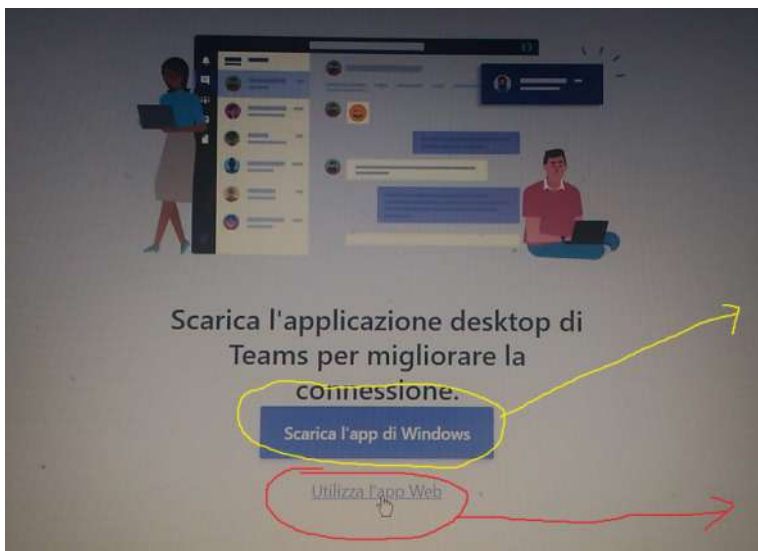 Scarica l'applicazione desktop di
Teams per migliorare la
connessione.
Scarica l'app di Windows
Utilizza l'app Web